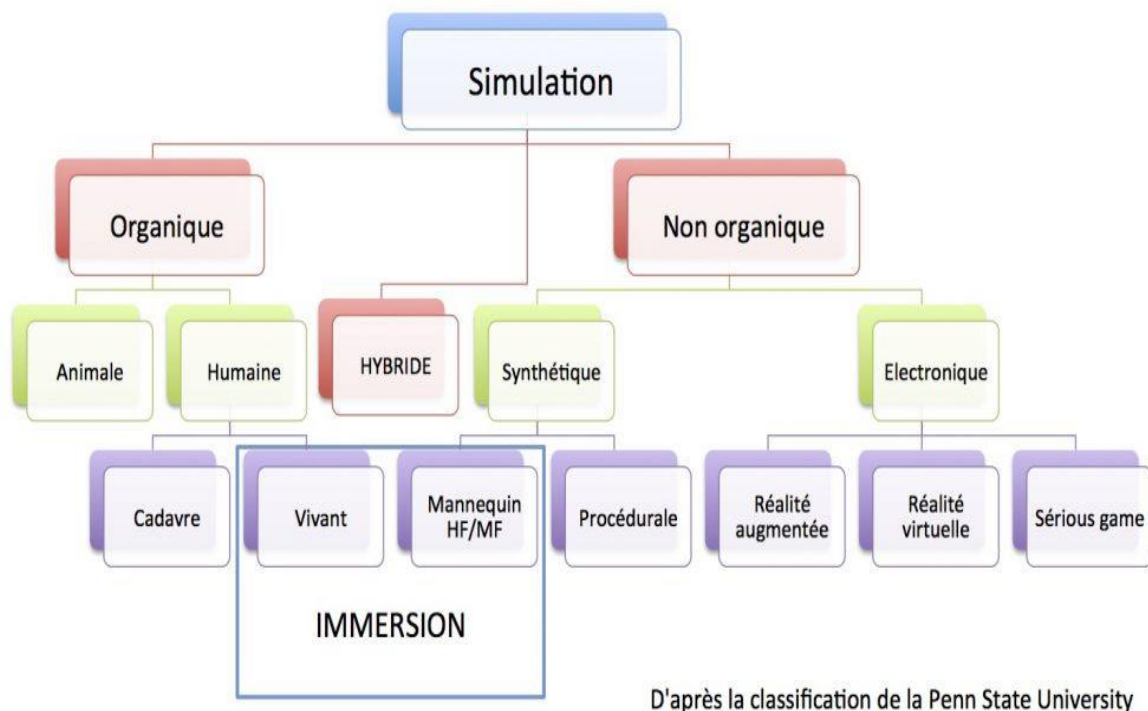 Simulation
Organique
Non organique
Animale
Humaine
HYBRIDE
Synthétique
Electronique
Cadavre
Vivant
Mannequin
HF/MF
Procédurale
Réalité
augmentée
Réalité
virtuelle
Sérious game
IMMERSION
D'après la classification de la Penn State University